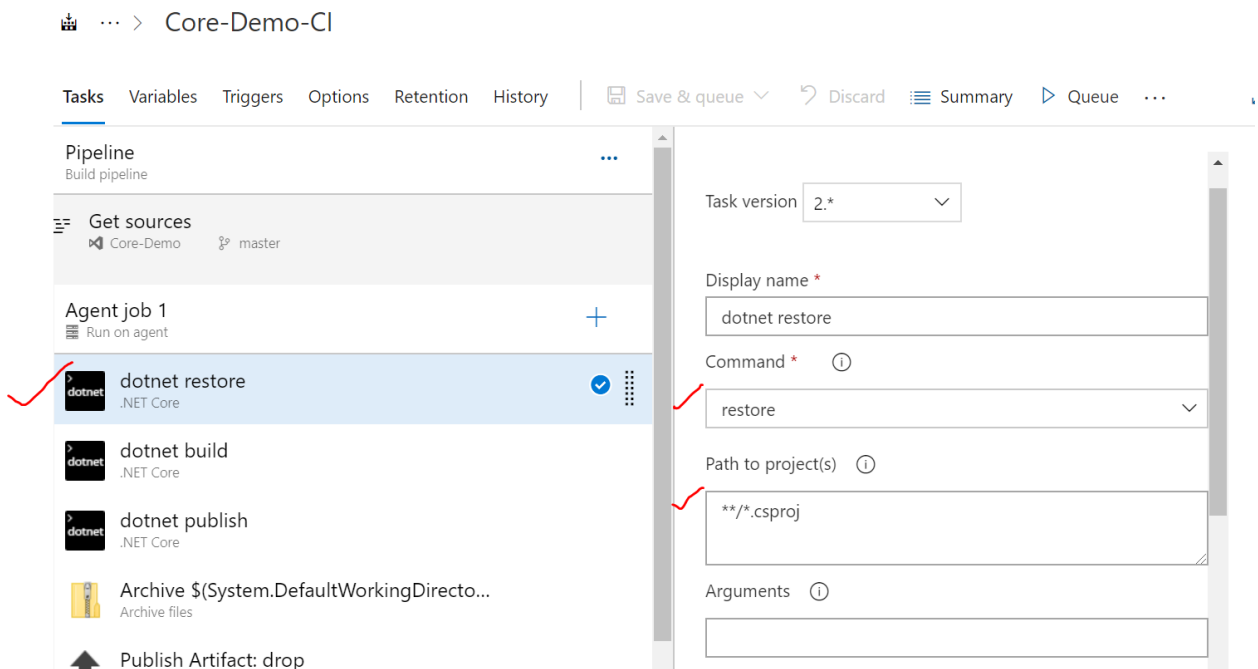 ··· > Core-Demo-CI
Tasks Variables Triggers Options Retention History Save & queue Discard Summary Queue ···
Pipeline
Build pipeline
Get sources
Core-Demo master
Agent job 1
Run on agent
dotnet dotnet restore
.NET Core
dotnet dotnet build
.NET Core
dotnet dotnet publish
.NET Core
Archive $(System.DefaultWorkingDirecto...
Archive files
Publish Artifact: drop
Task version 2.*
Display name *
dotnet restore
Command *
restore
Path to project(s)
**/*.csproj
Arguments